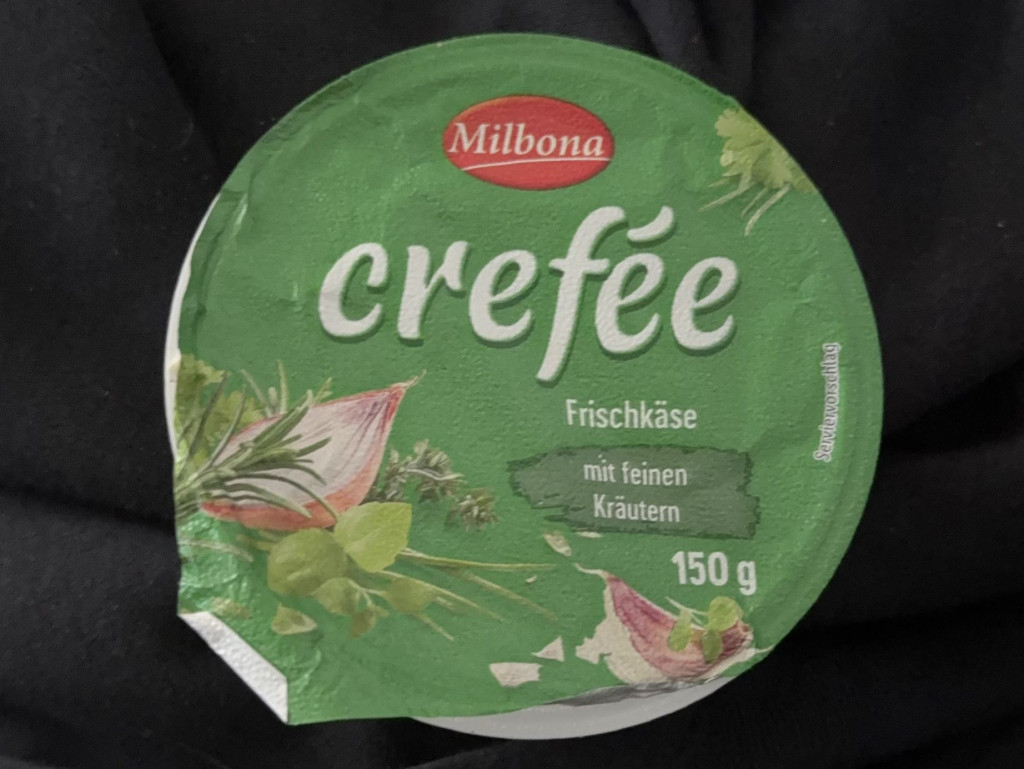 Milbona
crefée
Frischkäse
mit feinen
Kräutern
150 g
Serviervorschlag